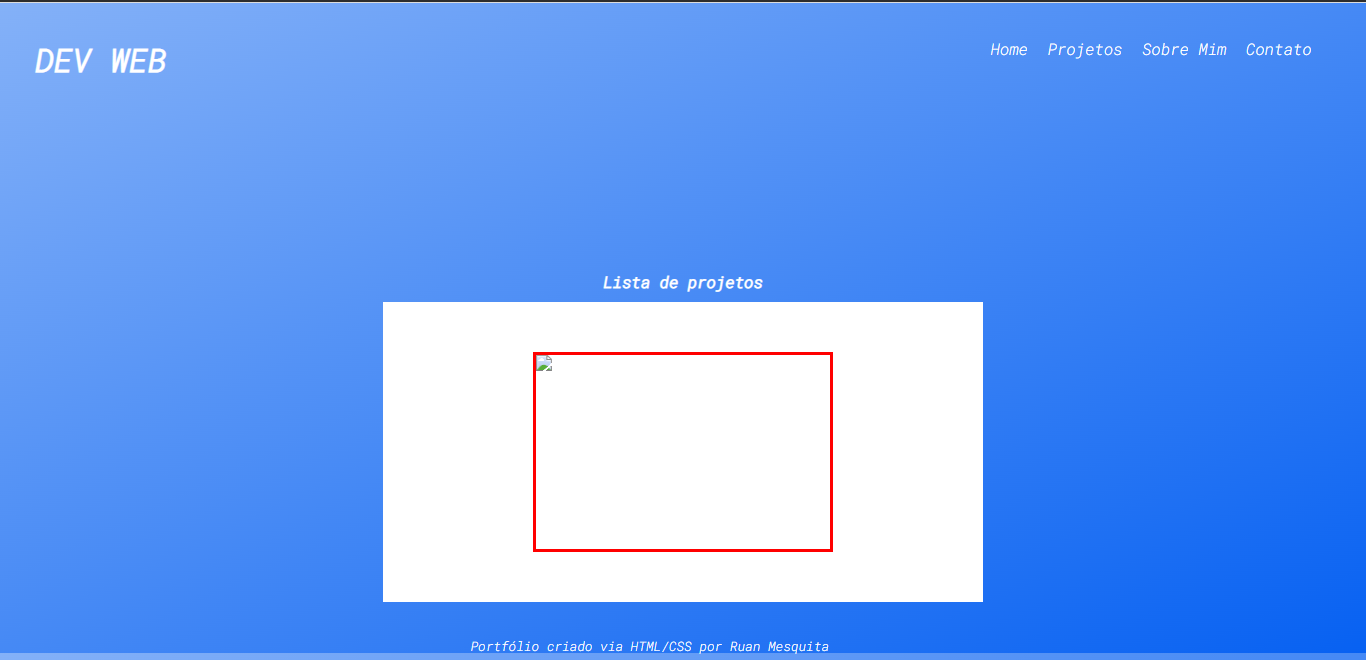 DEV WEB
Home Projetos Sobre Mim Contato
Lista de projetos
Portfólio criado via HTML/CSS por Ruan Mesquita